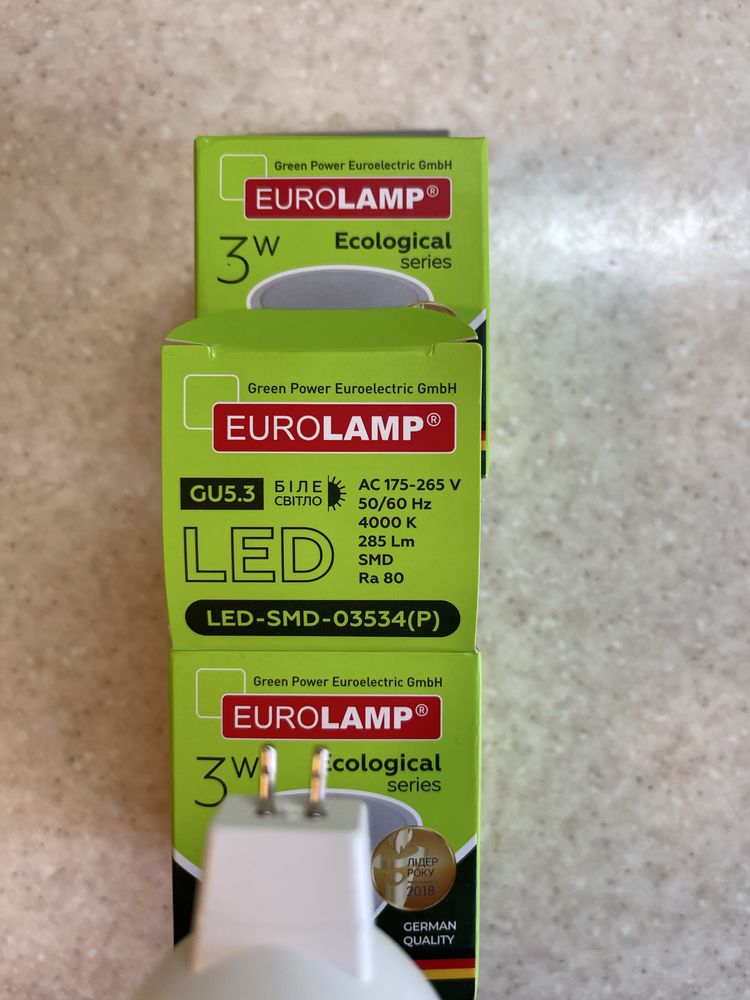 Green Power Euroelectric GmbH
EUROLAMP®
3W
Ecological
series
Green Power Euroelectric GmbH
EUROLAMP®
GU5.3
БІЛЕ
СВІТЛО
AC 175-265 V
50/60 Hz
4000 K
285 Lm
SMD
Ra 80
LED
LED-SMD-03534(P)
Green Power Euroelectric GmbH
EUROLAMP®
3W
Ecological
series
ЛІДЕР
РОКУ
2018
GERMAN
QUALITY